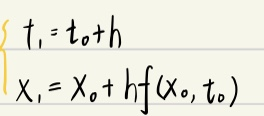 t₁ = t₀ + h
x₁ = x₀ + hf(x₀, t₀)